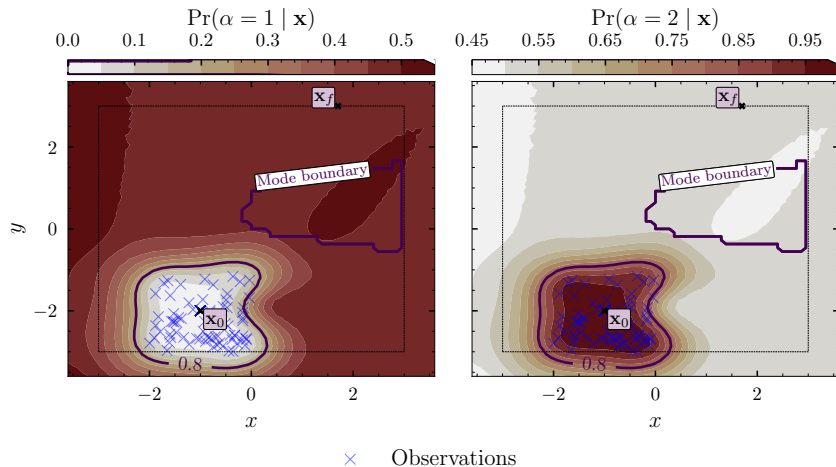 Pr(α = 1 | x)
Pr(α = 2 | x)
0.0 0.1 0.2 0.3 0.4 0.5
0.45 0.55 0.65 0.75 0.85 0.95
x_f
x_f
Mode boundary
Mode boundary
2
0
−2
y
x₀
x₀
0.8
0.8
−2 0 2
−2 0 2
x
x
Observations